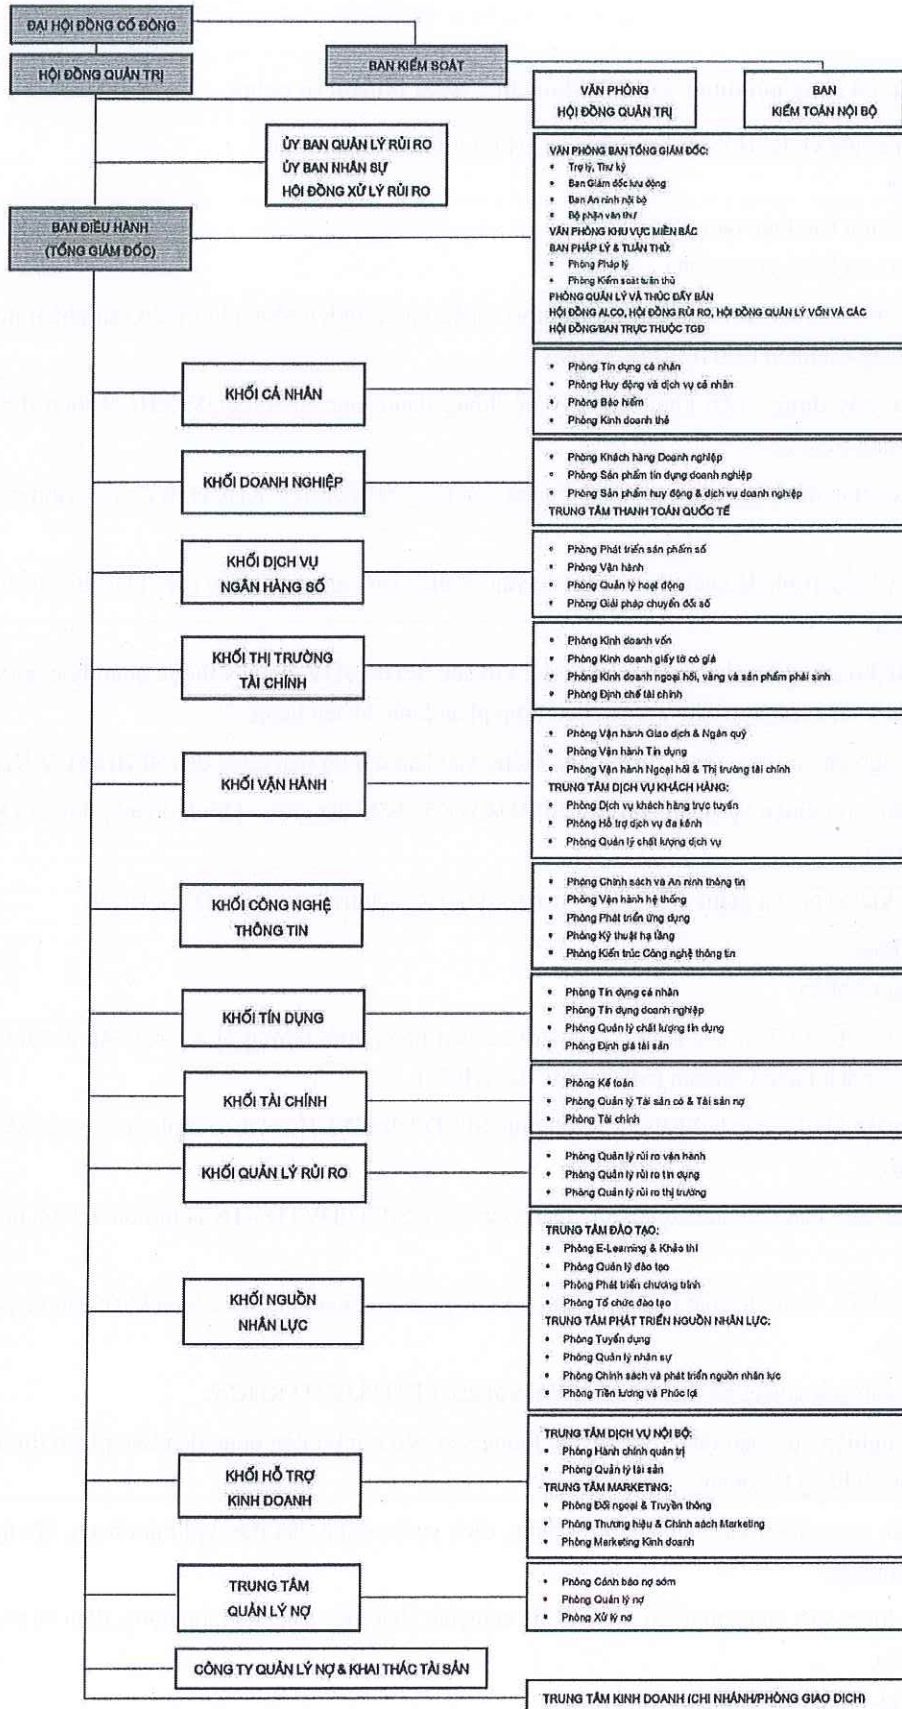 ĐẠI HỘI ĐỒNG CỔ ĐÔNG
HỘI ĐỒNG QUẢN TRỊ
BAN KIỂM SOÁT
VĂN PHÒNG
HỘI ĐỒNG QUẢN TRỊ
BAN
KIỂM TOÁN NỘI BỘ
ỦY BAN QUẢN LÝ RỦI RO
ỦY BAN NHÂN SỰ
HỘI ĐỒNG XỬ LÝ RỦI RO
BAN ĐIỀU HÀNH
(TỔNG GIÁM ĐỐC)
VĂN PHÒNG BAN TỔNG GIÁM ĐỐC:
• Trợ lý, Thư ký
• Ban Giám đốc lưu động
• Ban An ninh nội bộ
• Bộ phận văn thư
VĂN PHÒNG KHU VỰC MIỀN BẮC
BAN PHÁP LÝ & TUÂN THỦ:
• Phòng Pháp lý
• Phòng Kiểm soát tuân thủ
PHÒNG QUẢN LÝ VÀ THÚC ĐẨY BÁN
HỘI ĐỒNG ALCO, HỘI ĐỒNG RỦI RO, HỘI ĐỒNG QUẢN LÝ VỐN VÀ CÁC
HỘI ĐỒNG/BAN TRỰC THUỘC TGĐ
KHỐI CÁ NHÂN
• Phòng Tín dụng cá nhân
• Phòng Huy động và dịch vụ cá nhân
• Phòng Bảo hiểm
• Phòng Kinh doanh thẻ
KHỐI DOANH NGHIỆP
• Phòng Khách hàng Doanh nghiệp
• Phòng Sản phẩm tín dụng doanh nghiệp
• Phòng Sản phẩm huy động & dịch vụ doanh nghiệp
TRUNG TÂM THANH TOÁN QUỐC TẾ
KHỐI DỊCH VỤ
NGÂN HÀNG SỐ
• Phòng Phát triển sản phẩm số
• Phòng Vận hành
• Phòng Quản lý hoạt động
• Phòng Giải pháp chuyển đổi số
KHỐI THỊ TRƯỜNG
TÀI CHÍNH
• Phòng Kinh doanh vốn
• Phòng Kinh doanh giấy tờ có giá
• Phòng Kinh doanh ngoại hối, vàng và sản phẩm phái sinh
• Phòng Định chế tài chính
KHỐI VẬN HÀNH
• Phòng Vận hành Giao dịch & Ngân quỹ
• Phòng Vận hành Tín dụng
• Phòng Vận hành Ngoại hối & Thị trường tài chính
TRUNG TÂM DỊCH VỤ KHÁCH HÀNG:
• Phòng Dịch vụ khách hàng trực tuyến
• Phòng Hỗ trợ dịch vụ đa kênh
• Phòng Quản lý chất lượng dịch vụ
KHỐI CÔNG NGHỆ
THÔNG TIN
• Phòng Chính sách và An ninh thông tin
• Phòng Vận hành hệ thống
• Phòng Phát triển ứng dụng
• Phòng Kỹ thuật hạ tầng
• Phòng Kiến trúc Công nghệ thông tin
KHỐI TÍN DỤNG
• Phòng Tín dụng cá nhân
• Phòng Tín dụng doanh nghiệp
• Phòng Quản lý chất lượng tín dụng
• Phòng Định giá tài sản
KHỐI TÀI CHÍNH
• Phòng Kế toán
• Phòng Quản lý Tài sản có & Tài sản nợ
• Phòng Tài chính
KHỐI QUẢN LÝ RỦI RO
• Phòng Quản lý rủi ro vận hành
• Phòng Quản lý rủi ro tín dụng
• Phòng Quản lý rủi ro thị trường
KHỐI NGUỒN
NHÂN LỰC
TRUNG TÂM ĐÀO TẠO:
• Phòng E-Learning & Khảo thí
• Phòng Quản lý đào tạo
• Phòng Phát triển chương trình
• Phòng Tổ chức đào tạo
TRUNG TÂM PHÁT TRIỂN NGUỒN NHÂN LỰC:
• Phòng Tuyển dụng
• Phòng Quản lý nhân sự
• Phòng Chính sách và phát triển nguồn nhân lực
• Phòng Tiền lương và Phúc lợi
KHỐI HỖ TRỢ
KINH DOANH
TRUNG TÂM DỊCH VỤ NỘI BỘ:
• Phòng Hành chính quản trị
• Phòng Quản lý tài sản
TRUNG TÂM MARKETING:
• Phòng Đối ngoại & Truyền thông
• Phòng Thương hiệu & Chính sách Marketing
• Phòng Marketing Kinh doanh
TRUNG TÂM
QUẢN LÝ NỢ
• Phòng Cảnh báo nợ sớm
• Phòng Quản lý nợ
• Phòng Xử lý nợ
CÔNG TY QUẢN LÝ NỢ & KHAI THÁC TÀI SẢN
TRUNG TÂM KINH DOANH (CHI NHÁNH/PHÒNG GIAO DỊCH)